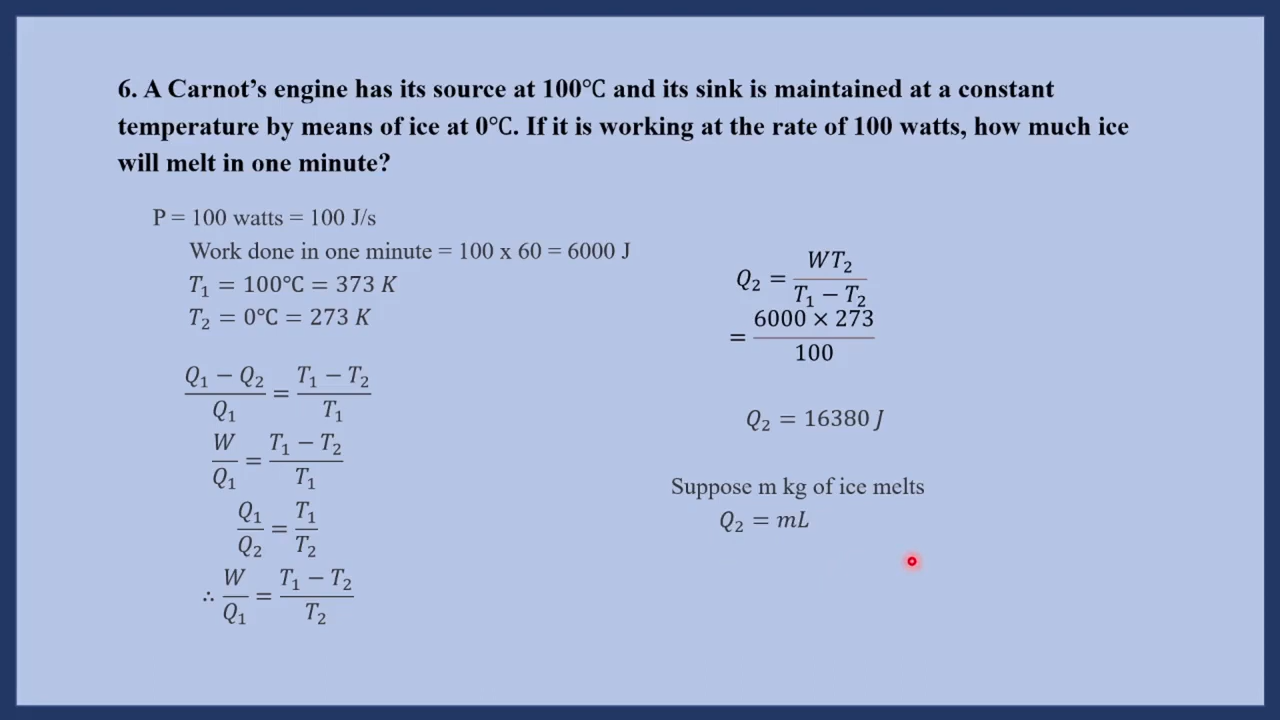 6. A Carnot’s engine has its source at 100℃ and its sink is maintained at a constant
temperature by means of ice at 0℃. If it is working at the rate of 100 watts, how much ice
will melt in one minute?
P = 100 watts = 100 J/s
Work done in one minute = 100 x 60 = 6000 J
T₁ = 100℃ = 373 K
T₂ = 0℃ = 273 K
(Q₁ − Q₂)/Q₁ = (T₁ − T₂)/T₁
W/Q₁ = (T₁ − T₂)/T₁
Q₁/Q₂ = T₁/T₂
∴ W/Q₁ = (T₁ − T₂)/T₂
Q₂ = WT₂/(T₁ − T₂)
= (6000 × 273)/100
Q₂ = 16380 J
Suppose m kg of ice melts
Q₂ = mL